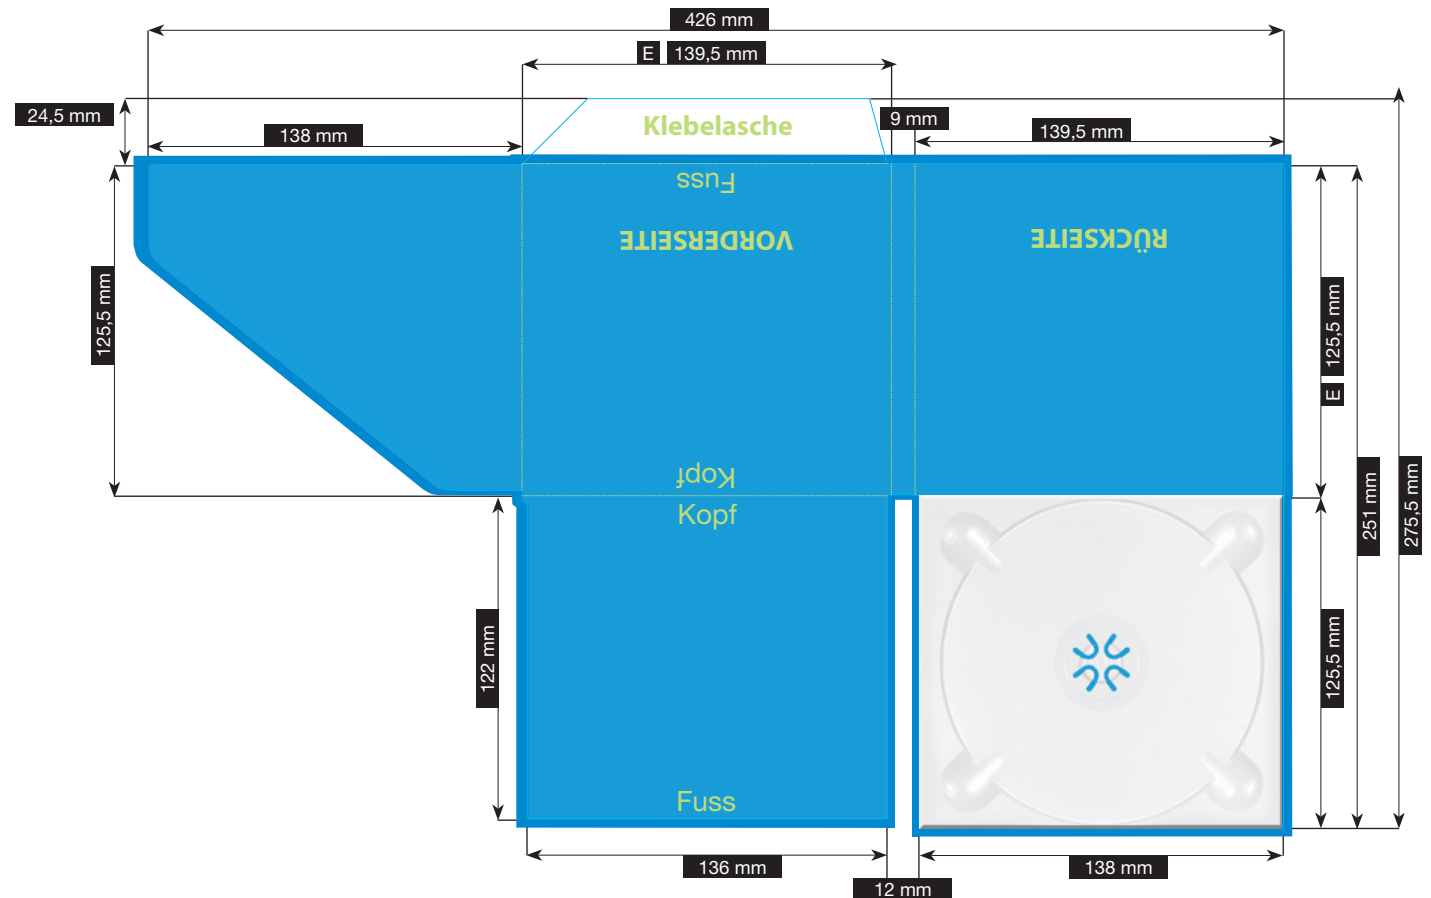 426 mm
E 139,5 mm
24,5 mm
138 mm
Klebelasche
9 mm
139,5 mm
Fuss
VORDERSEITE
RÜCKSEITE
125,5 mm
125,5 mm
E
Kopf
Kopf
251 mm
275,5 mm
122 mm
125,5 mm
Fuss
136 mm
138 mm
12 mm